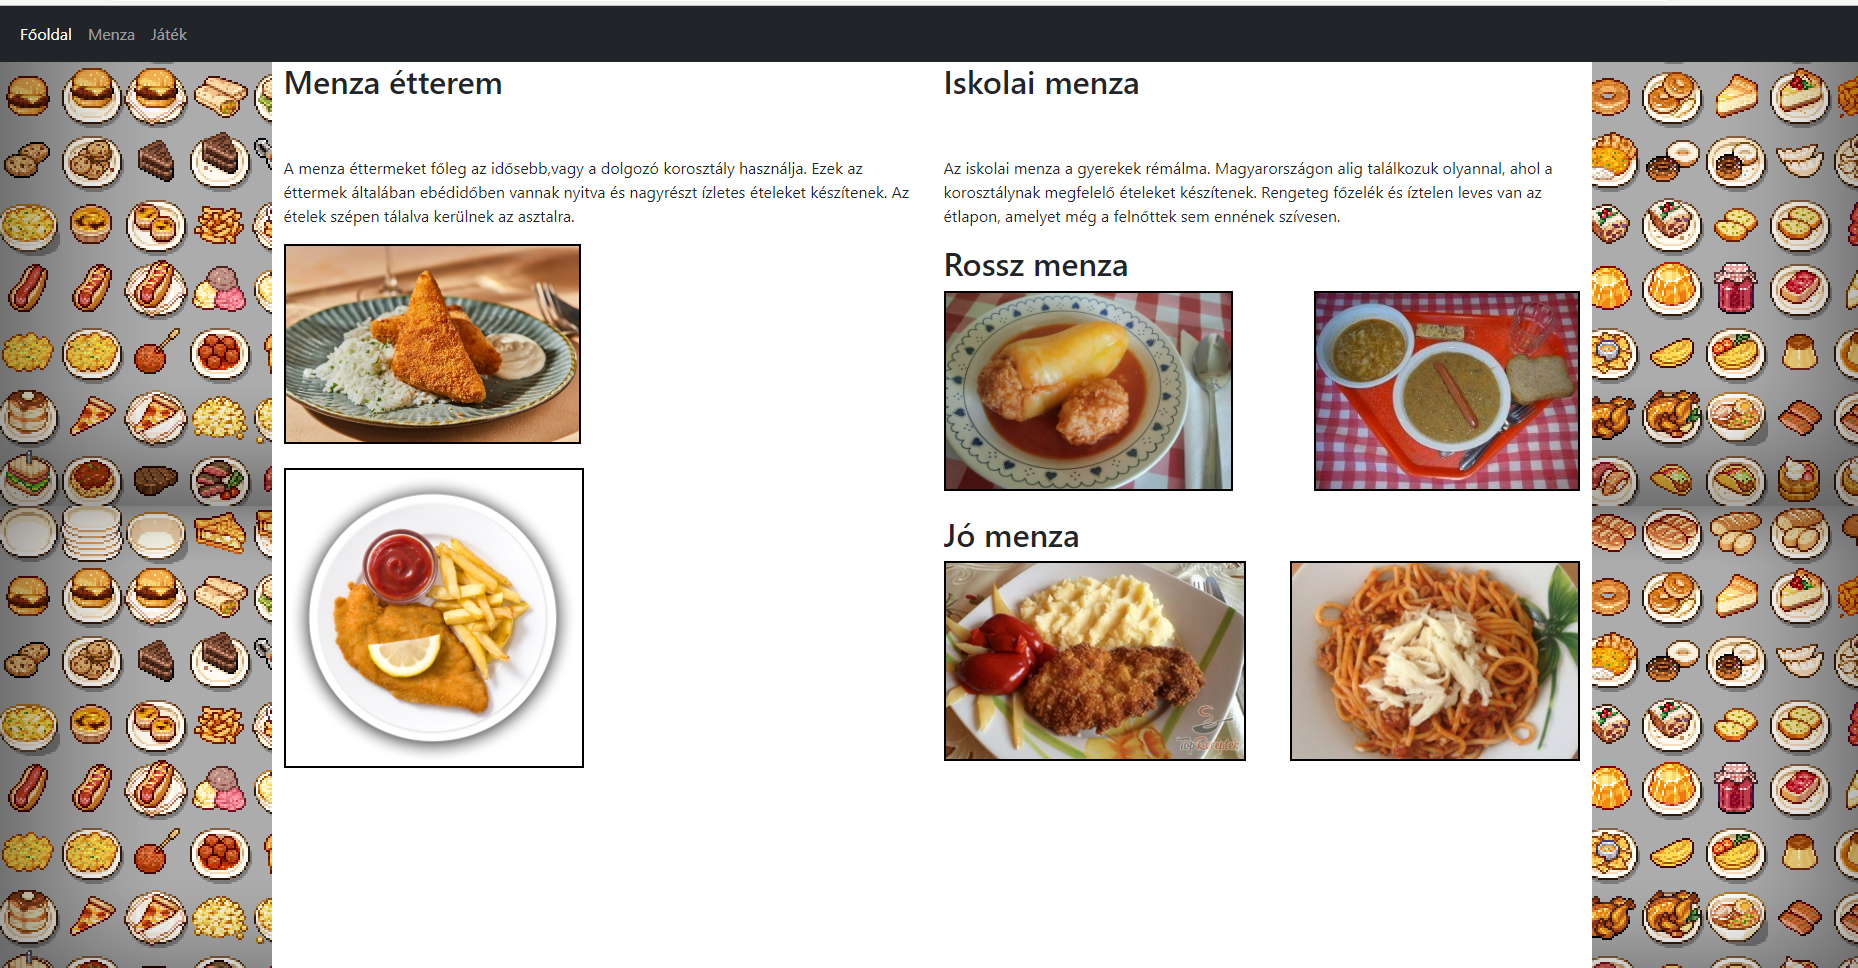 Főoldal Menza Játék
Menza étterem
A menza éttermeket főleg az idősebb,vagy a dolgozó korosztály használja. Ezek az
éttermek általában ebédidőben vannak nyitva és nagyrészt ízletes ételeket készítenek. Az
ételek szépen tálalva kerülnek az asztalra.
Iskolai menza
Az iskolai menza a gyerekek rémálma. Magyarországon alig találkozuk olyannal, ahol a
korosztálynak megfelelő ételeket készítenek. Rengeteg főzelék és íztelen leves van az
étlapon, amelyet még a felnőttek sem ennének szívesen.
Rossz menza
Jó menza
TopReceptek